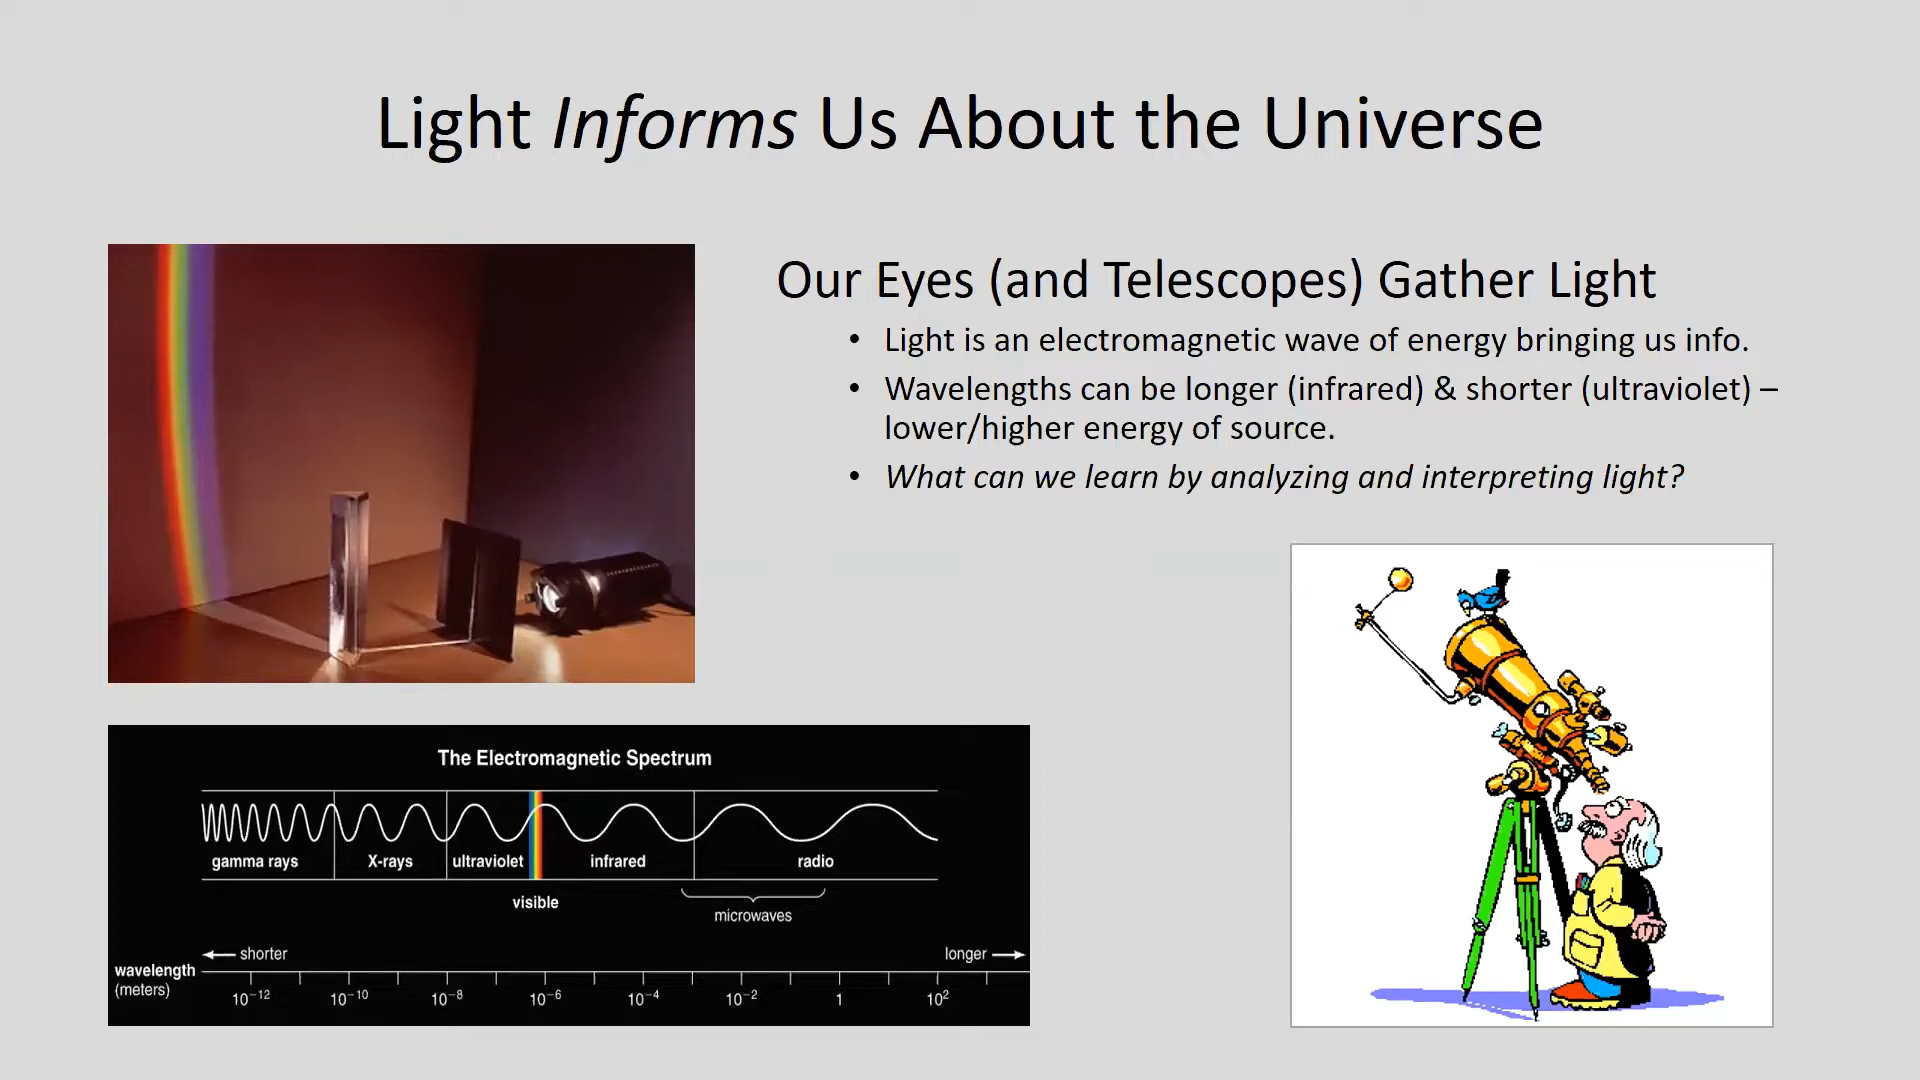 Light Informs Us About the Universe
Our Eyes (and Telescopes) Gather Light
• Light is an electromagnetic wave of energy bringing us info.
• Wavelengths can be longer (infrared) & shorter (ultraviolet) –
lower/higher energy of source.
• What can we learn by analyzing and interpreting light?
The Electromagnetic Spectrum
gamma rays X-rays ultraviolet infrared radio
visible
microwaves
shorter longer
wavelength
(meters)
10⁻¹² 10⁻¹⁰ 10⁻⁸ 10⁻⁶ 10⁻⁴ 10⁻² 1 10²